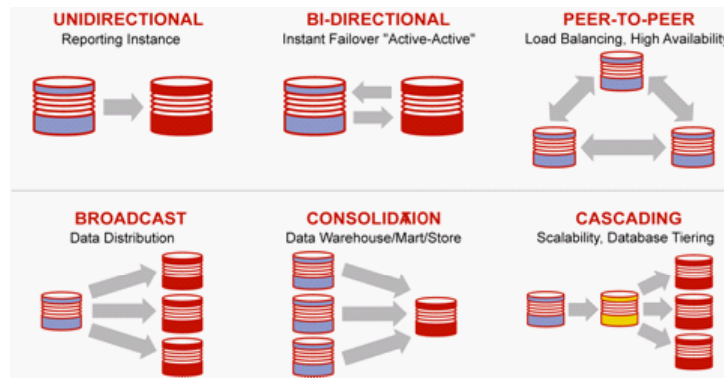 UNIDIRECTIONAL
Reporting Instance
BI-DIRECTIONAL
Instant Failover "Active-Active"
PEER-TO-PEER
Load Balancing, High Availability
BROADCAST
Data Distribution
CONSOLIDATION
Data Warehouse/Mart/Store
CASCADING
Scalability, Database Tiering